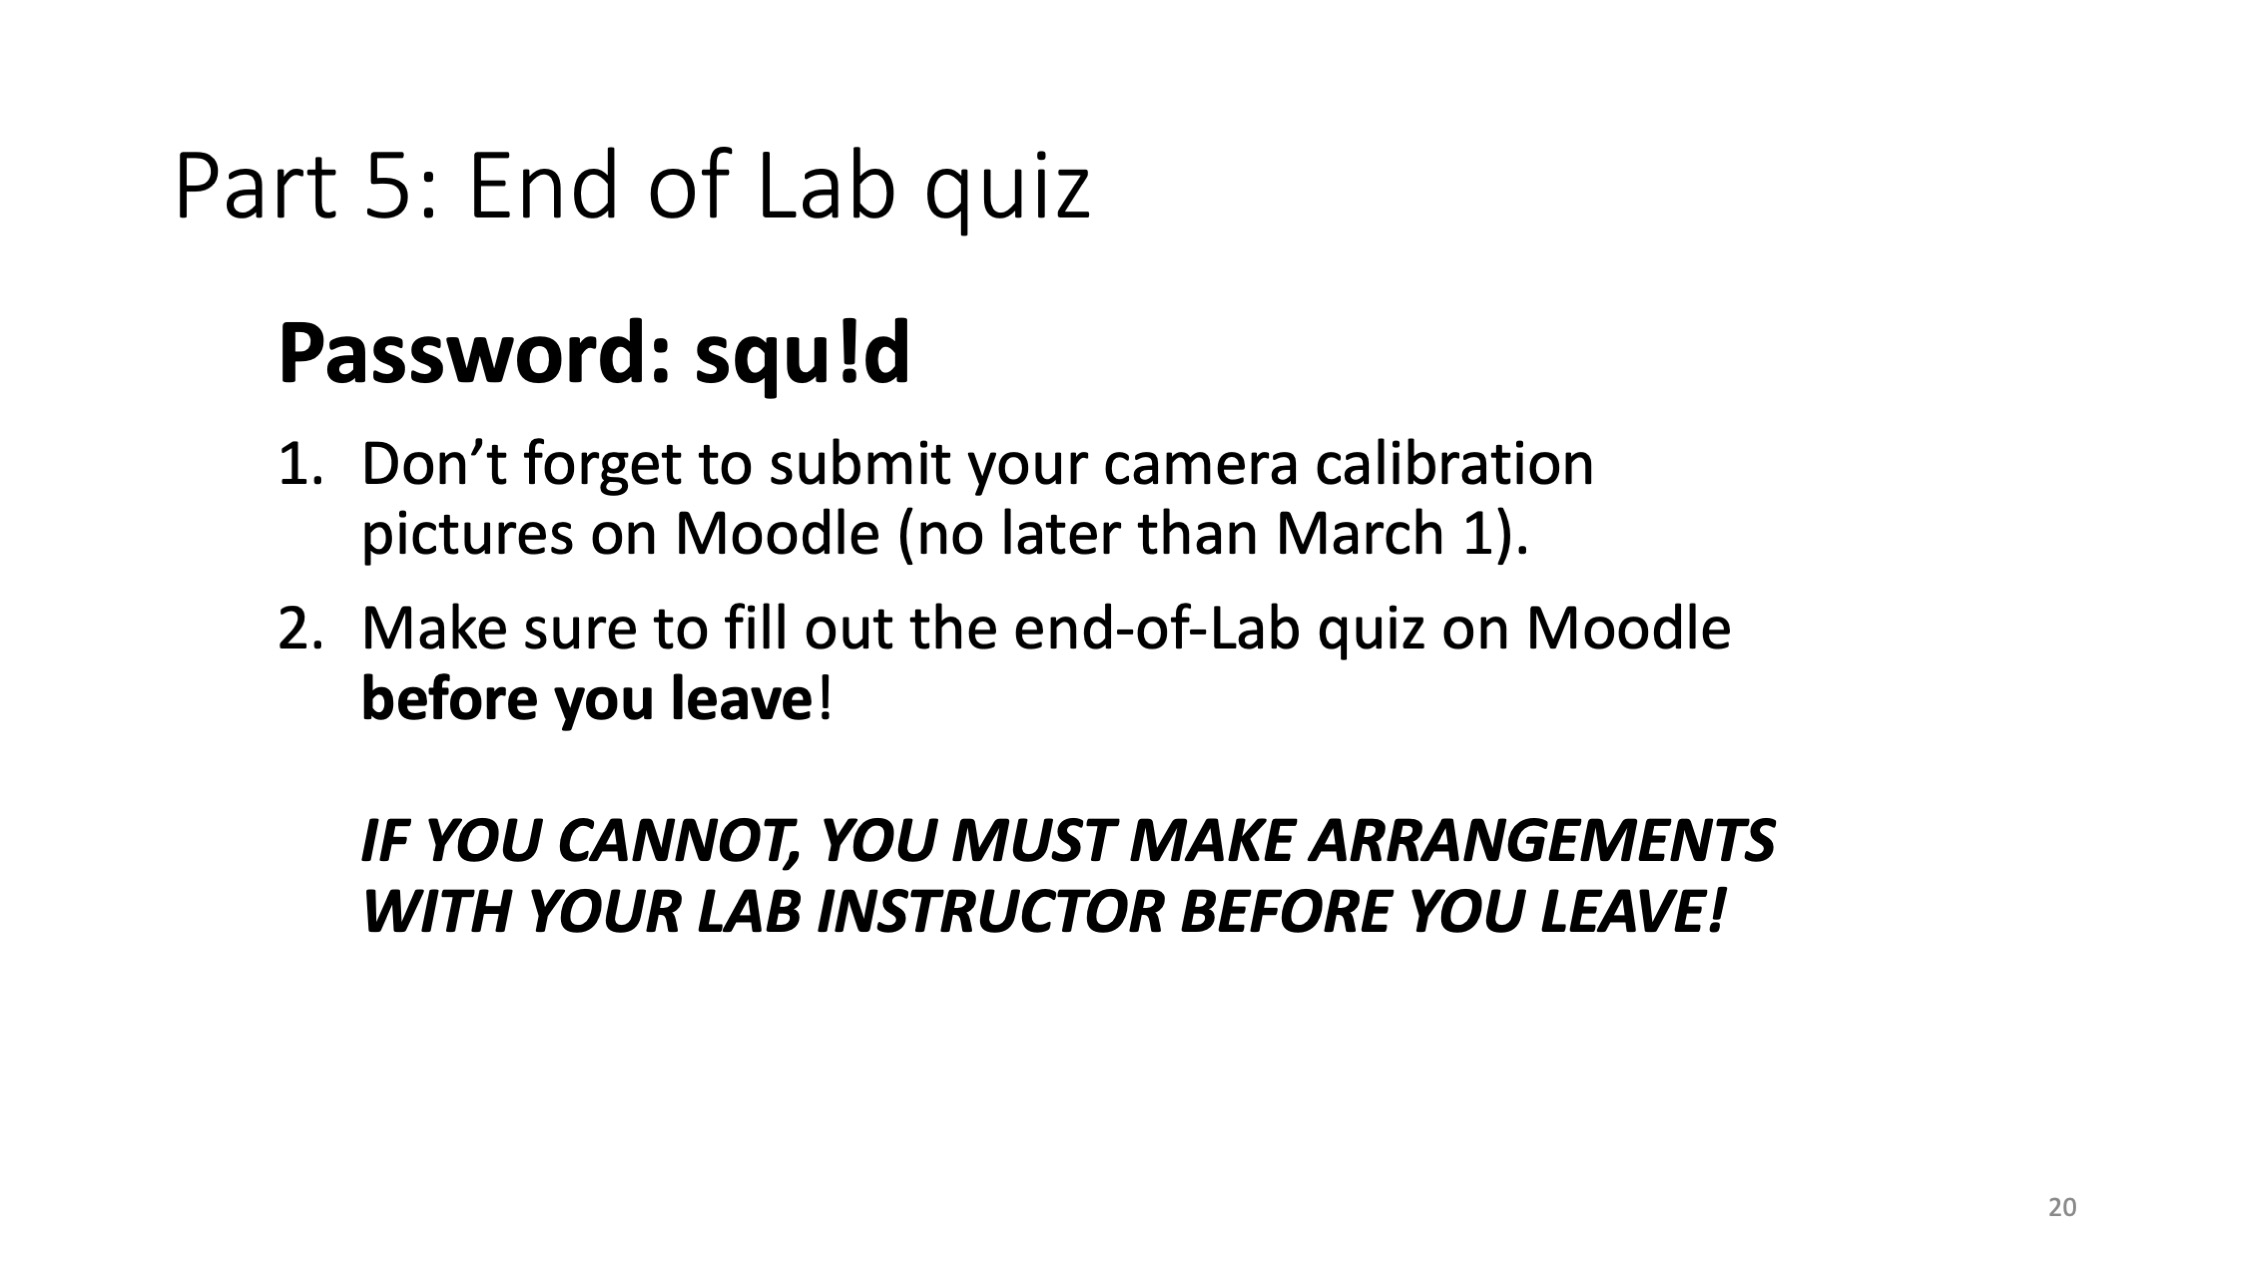 Part 5: End of Lab quiz
Password: squ!d
1. Don’t forget to submit your camera calibration
pictures on Moodle (no later than March 1).
2. Make sure to fill out the end-of-Lab quiz on Moodle
before you leave!
IF YOU CANNOT, YOU MUST MAKE ARRANGEMENTS
WITH YOUR LAB INSTRUCTOR BEFORE YOU LEAVE!
20